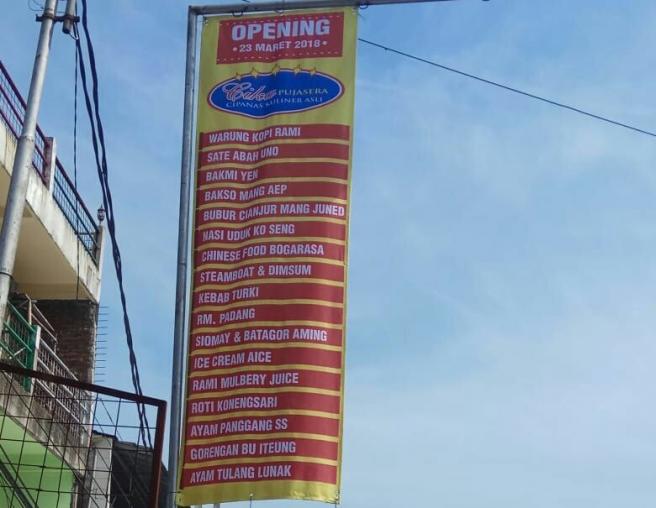 OPENING
• 23 MARET 2018 •
Cika PUJASERA
CIPANAS KULINER ASLI
WARUNG KOPI RAMI
SATE ABAH UNO
BAKMI YEN
BAKSO MANG AEP
BUBUR CIANJUR MANG JUNED
NASI UDUK KO SENG
CHINESE FOOD BOGARASA
STEAMBOAT & DIMSUM
KEBAB TURKI
RM. PADANG
SIOMAY & BATAGOR AMING
ICE CREAM AICE
RAMI MULBERY JUICE
ROTI KONENGSARI
AYAM PANGGANG SS
GORENGAN BU ITEUNG
AYAM TULANG LUNAK